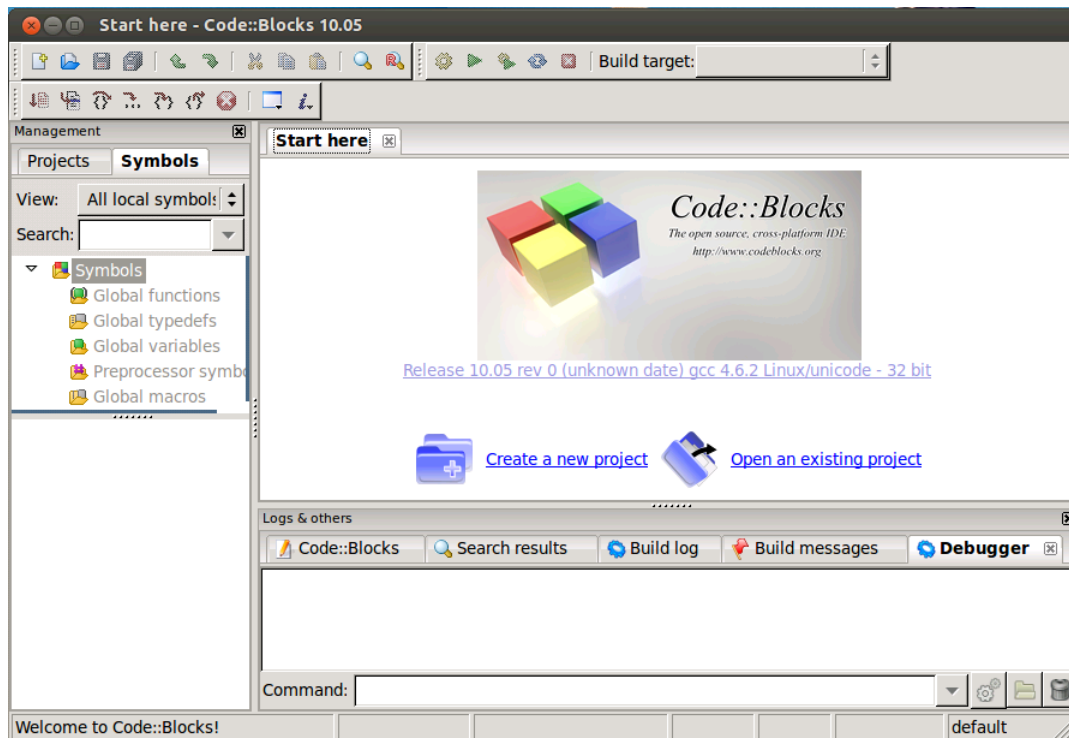 Start here - Code::Blocks 10.05
Build target:
Management
Projects Symbols
View: All local symbols
Search:
Symbols
Global functions
Global typedefs
Global variables
Preprocessor symbo
Global macros
Start here
Code::Blocks
The open source, cross-platform IDE
http://www.codeblocks.org
Release 10.05 rev 0 (unknown date) gcc 4.6.2 Linux/unicode - 32 bit
Create a new project Open an existing project
Logs & others
Code::Blocks Search results Build log Build messages Debugger
Command:
Welcome to Code::Blocks! default